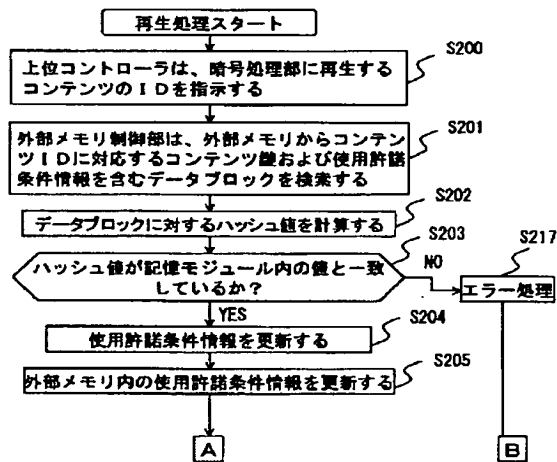 再生処理スタート
S200
上位コントローラは、暗号処理部に再生する
コンテンツのIDを指示する
S201
外部メモリ制御部は、外部メモリからコンテン
ツIDに対応するコンテンツ鍵および使用許諾
条件情報を含むデータブロックを検索する
S202
データブロックに対するハッシュ値を計算する
S203
ハッシュ値が記憶モジュール内の値と一致
しているか?
NO
S217
エラー処理
YES
S204
使用許諾条件情報を更新する
S205
外部メモリ内の使用許諾条件情報を更新する
A
B